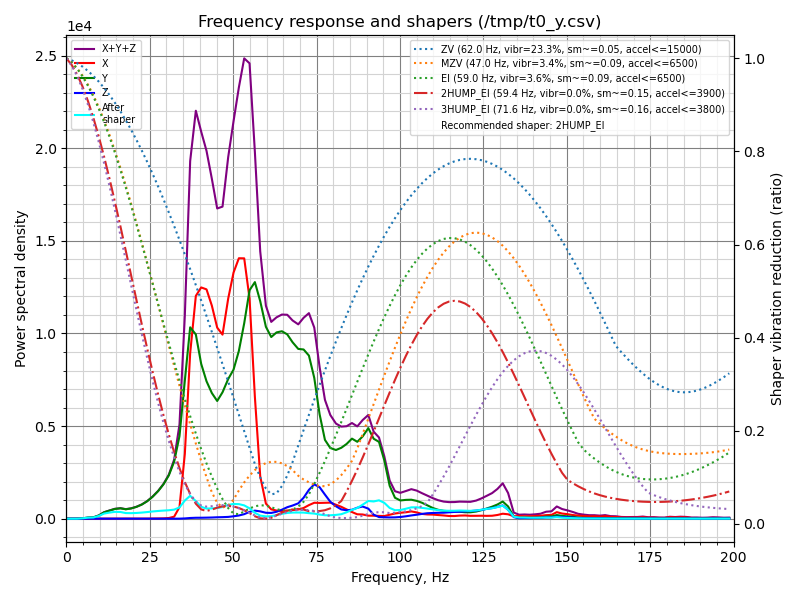 Frequency response and shapers (/tmp/t0_y.csv)
1e4
X+Y+Z
X
Y
Z
After
shaper
ZV (62.0 Hz, vibr=23.3%, sm~=0.05, accel<=15000)
MZV (47.0 Hz, vibr=3.4%, sm~=0.09, accel<=6500)
EI (59.0 Hz, vibr=3.6%, sm~=0.09, accel<=6500)
2HUMP_EI (59.4 Hz, vibr=0.0%, sm~=0.15, accel<=3900)
3HUMP_EI (71.6 Hz, vibr=0.0%, sm~=0.16, accel<=3800)
Recommended shaper: 2HUMP_EI
Power spectral density
2.5
2.0
1.5
1.0
0.5
0.0
Shaper vibration reduction (ratio)
1.0
0.8
0.6
0.4
0.2
0.0
0 25 50 75 100 125 150 175 200
Frequency, Hz